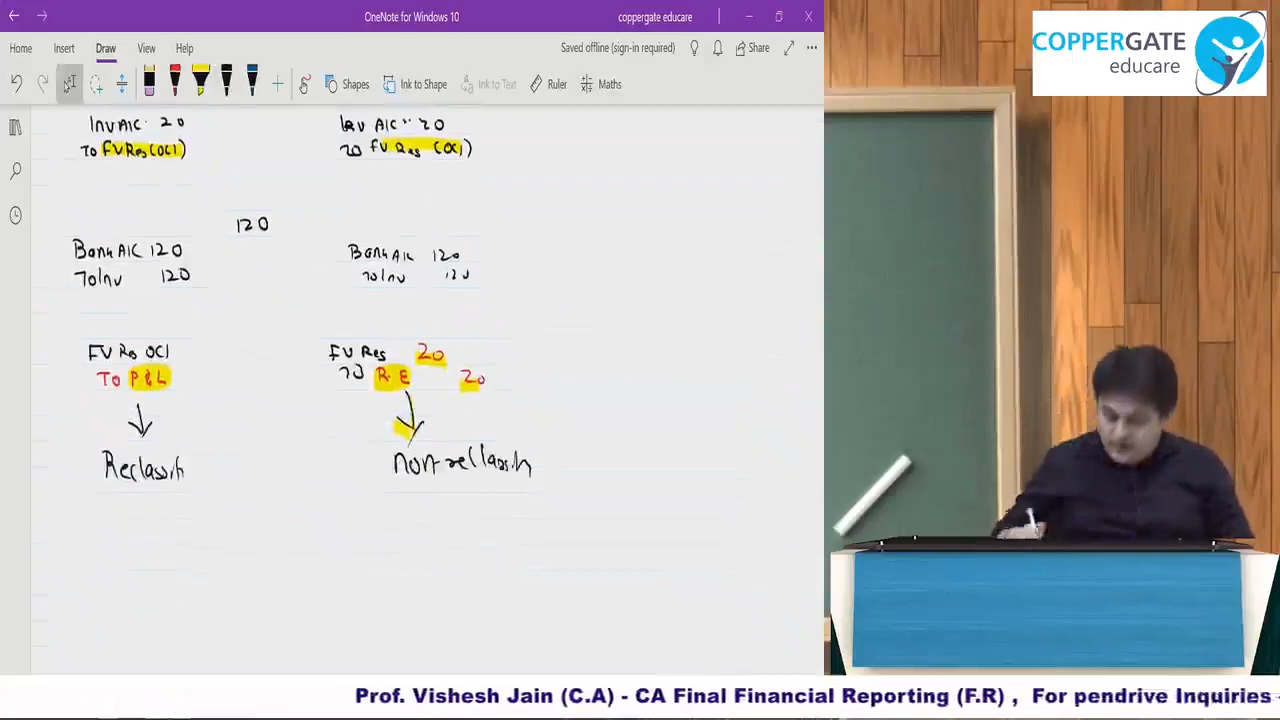 OneNote for Windows 10
coppergate educare
Home Insert Draw View Help
Saved offline (sign-in required)
Share
Shapes
Ink to Shape
Ink to Text
Ruler
Maths
COPPERGATE
educare
Inv A/C 20
To FV Res (OCI)
Inv A/C 20
To FV Res (OCI)
120
Bank A/C 120
To Inv 120
Bank A/C 120
To Inv 120
FV Res OCI
To P&L
Reclassify
FV Res 20
To R.E 20
non reclassify
Prof. Vishesh Jain (C.A) - CA Final Financial Reporting (F.R) , For pendrive Inquiries -